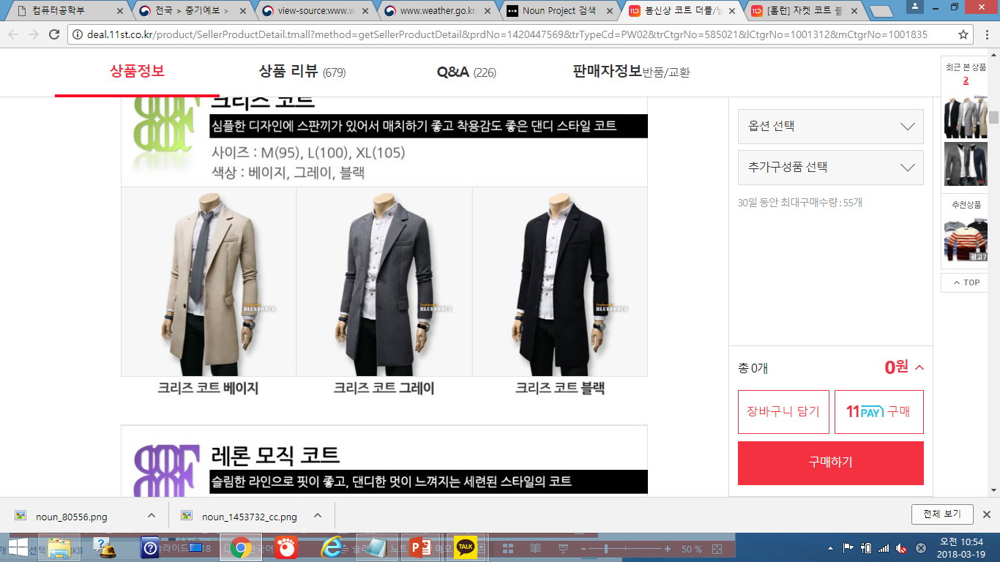 컴퓨터공학부
전국 > 중기예보 >
view-source:www.w
www.weather.go.kr/
Noun Project 검색
봄신상 코트 더플/남
[홀런] 자켓 코트 블
deal.11st.co.kr/product/SellerProductDetail.tmall?method=getSellerProductDetail&prdNo=1420447569&trTypeCd=PW02&trCtgrNo=585021&lCtgrNo=1001312&mCtgrNo=1001835
상품정보
상품 리뷰 (679)
Q&A (226)
판매자정보반품/교환
최근 본 상품
2
크리즈 코트
심플한 디자인에 스판끼가 있어서 매치하기 좋고 착용감도 좋은 댄디 스타일 코트
사이즈 : M(95), L(100), XL(105)
색상 : 베이지, 그레이, 블랙
옵션 선택
추가구성품 선택
30일 동안 최대구매수량 : 55개
추천상품
광고?
TOP
BLUEFORCE
BLUEFORCE
BLUEFORCE
크리즈 코트 베이지
크리즈 코트 그레이
크리즈 코트 블랙
총 0개
0원
장바구니 담기
11PAY 구매
구매하기
레론 모직 코트
슬림한 라인으로 핏이 좋고, 댄디한 멋이 느껴지는 세련된 스타일의 코트
noun_80556.png
noun_1453732_cc.png
전체 보기
TALK
50 %
오전 10:54
2018-03-19